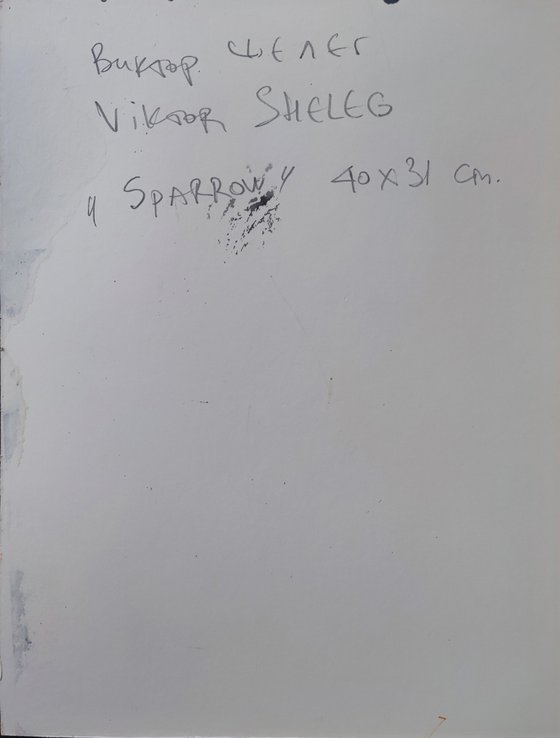 Виктор Шелег
Viktor SHELEG
„SPARROW" 40x31 cm.